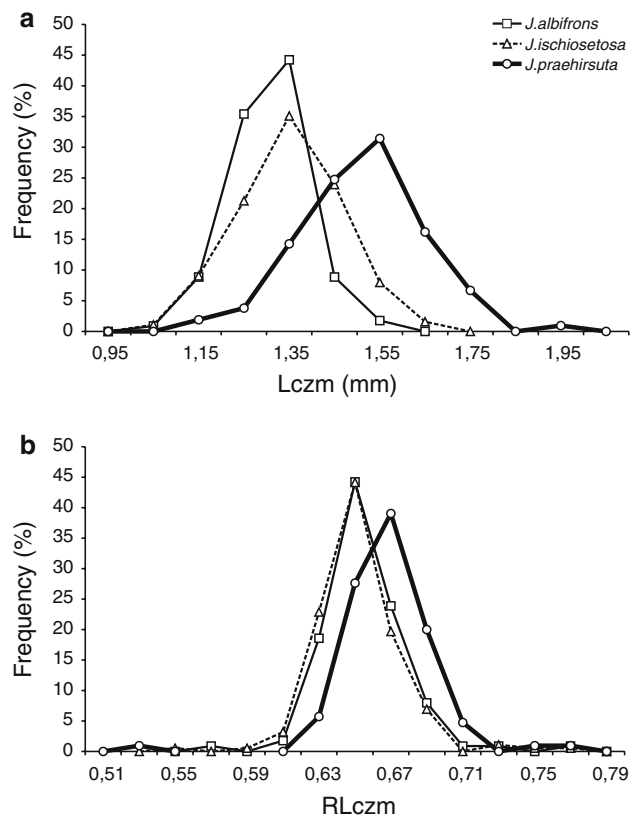 a
J.albifrons
J.ischiosetosa
J.praehirsuta
Frequency (%)
50
45
40
35
30
25
20
15
10
5
0
0,95 1,15 1,35 1,55 1,75 1,95
Lczm (mm)
b
Frequency (%)
50
45
40
35
30
25
20
15
10
5
0
0,51 0,55 0,59 0,63 0,67 0,71 0,75 0,79
RLczm